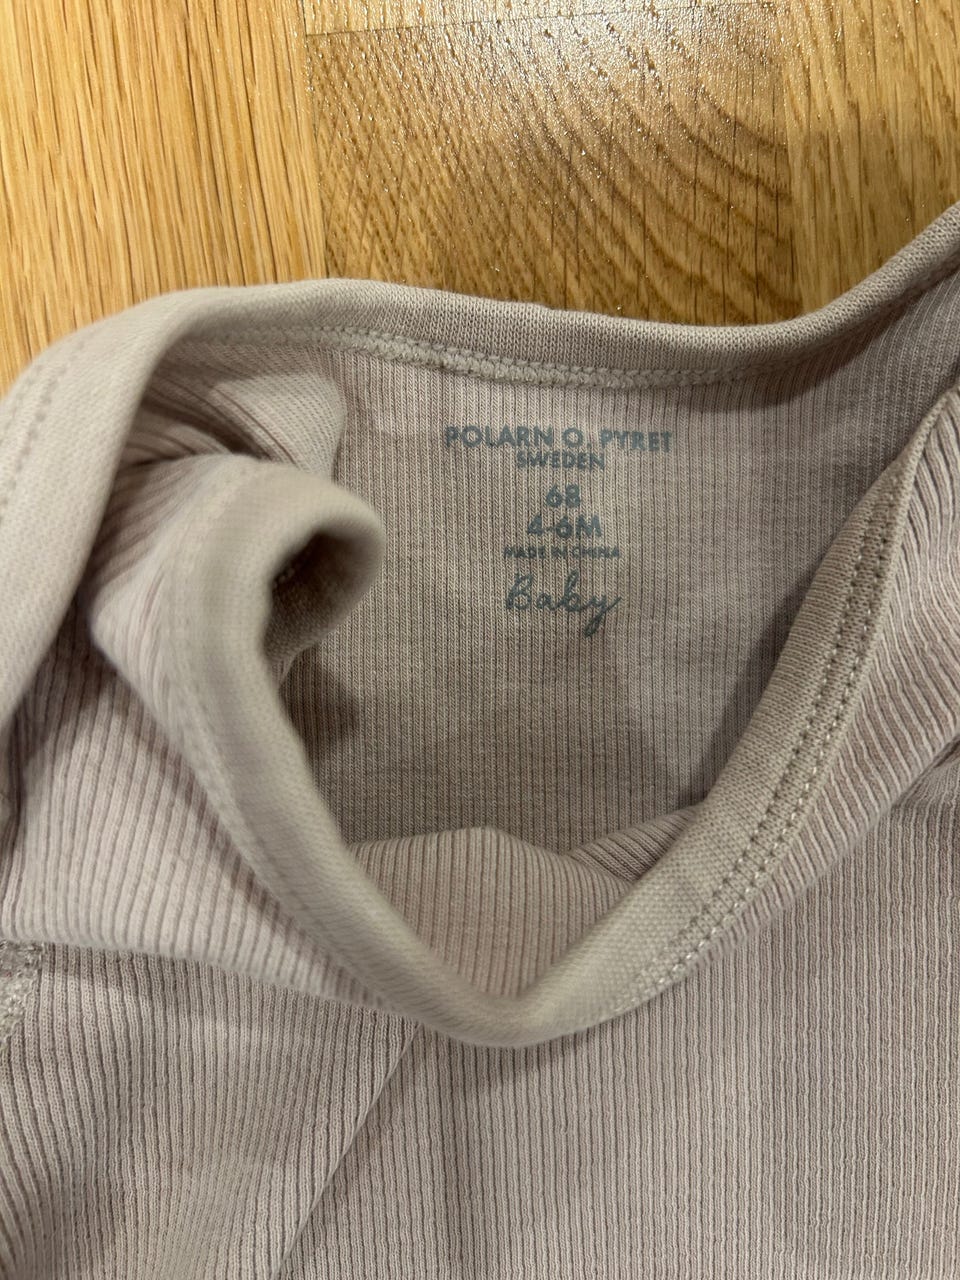 POLARN O. PYRET
SWEDEN
68
4-6M
MADE IN CHINA
Baby